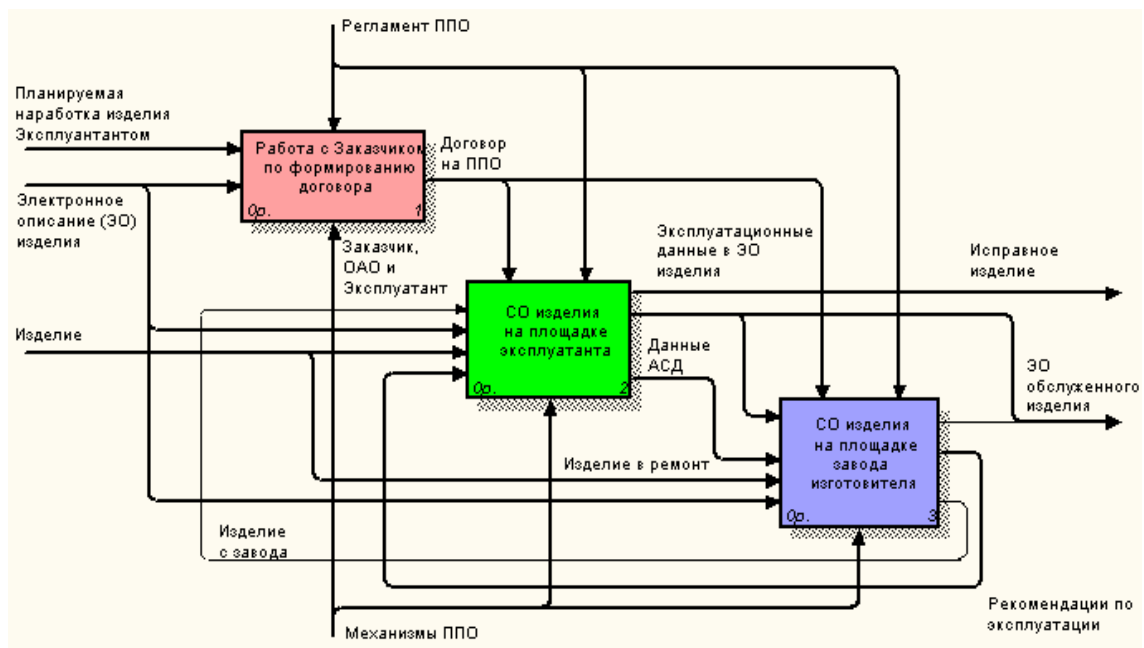 Регламент ППО
Планируемая
наработка изделия
Эксплуантантом
Работа с Заказчиком
по формированию
договора
0р.
1
Договор
на ППО
Электронное
описание (ЭО)
изделия
Заказчик,
ОАО и
Эксплуатант
Эксплуатационные
данные в ЭО
изделия
Исправное
изделие
Изделие
СО изделия
на площадке
эксплуатанта
0р.
2
Данные
АСД
ЭО
обслуженного
изделия
СО изделия
на площадке
завода
изготовителя
0р.
3
Изделие в ремонт
Изделие
с завода
Рекомендации по
эксплуатации
Механизмы ППО